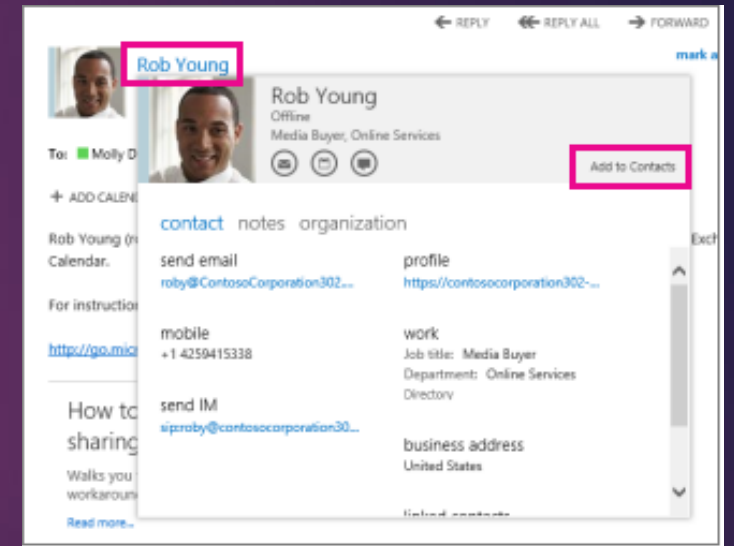 REPLY REPLY ALL FORWARD
Rob Young
mark a
Rob Young
Offline
Media Buyer, Online Services
To: Molly D
Add to Contacts
+ ADD CALEN
contact notes organization
Rob Young (r
Exch
Calendar.
send email
roby@ContosoCorporation302...
profile
https://contosocorporation302-...
For instruction
mobile
+1 4259415338
work
Job title: Media Buyer
Department: Online Services
Directory
http://go.micr
send IM
sip:roby@contosocorporation30...
business address
United States
linked contacts
How to
sharing
Walks you
workaroun
Read more...